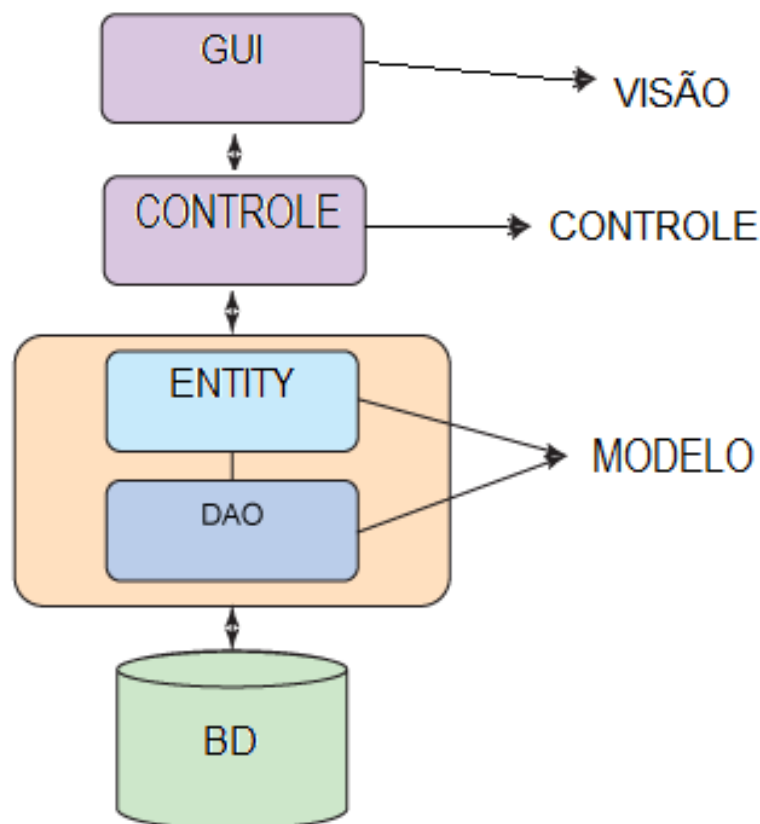 GUI
VISÃO
CONTROLE
CONTROLE
ENTITY
MODELO
DAO
BD